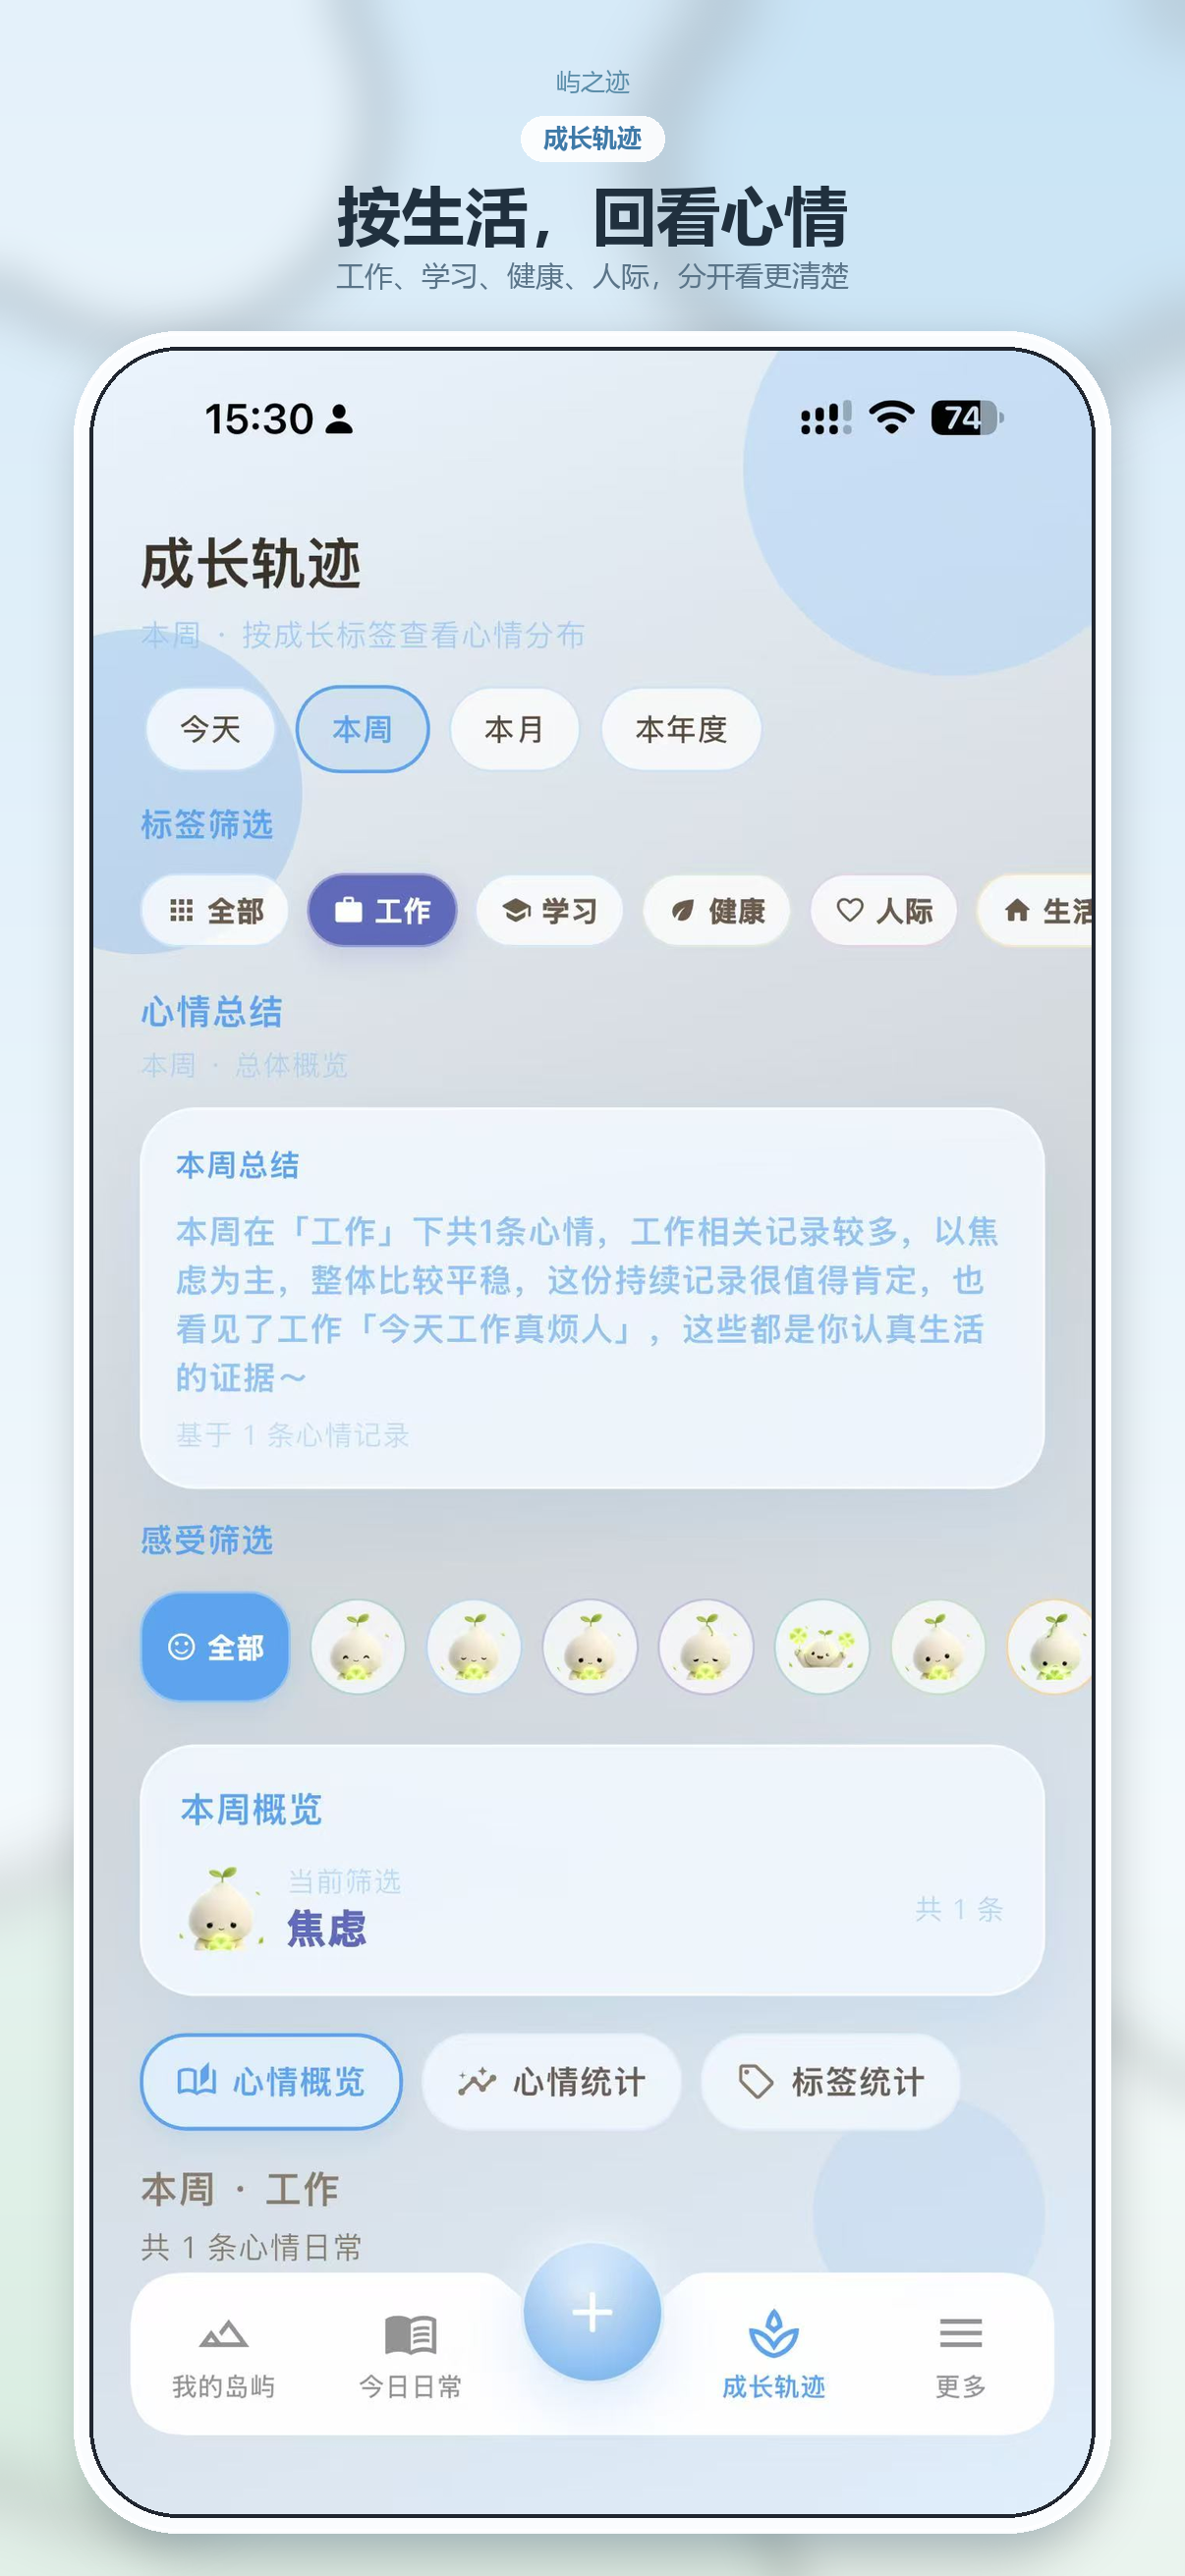 屿之迹
成长轨迹
按生活，回看心情
工作、学习、健康、人际，分开看更清楚
15:30
74
成长轨迹
本周 · 按成长标签查看心情分布
今天 本周 本月 本年度
标签筛选
全部 工作 学习 健康 人际 生活
心情总结
本周 · 总体概览
本周总结
本周在「工作」下共1条心情，工作相关记录较多，以焦
虑为主，整体比较平稳，这份持续记录很值得肯定，也
看见了工作「今天工作真烦人」，这些都是你认真生活
的证据～
基于 1 条心情记录
感受筛选
全部
本周概览
当前筛选
焦虑
共 1 条
心情概览 心情统计 标签统计
本周 · 工作
共 1 条心情日常
我的岛屿 今日日常 成长轨迹 更多